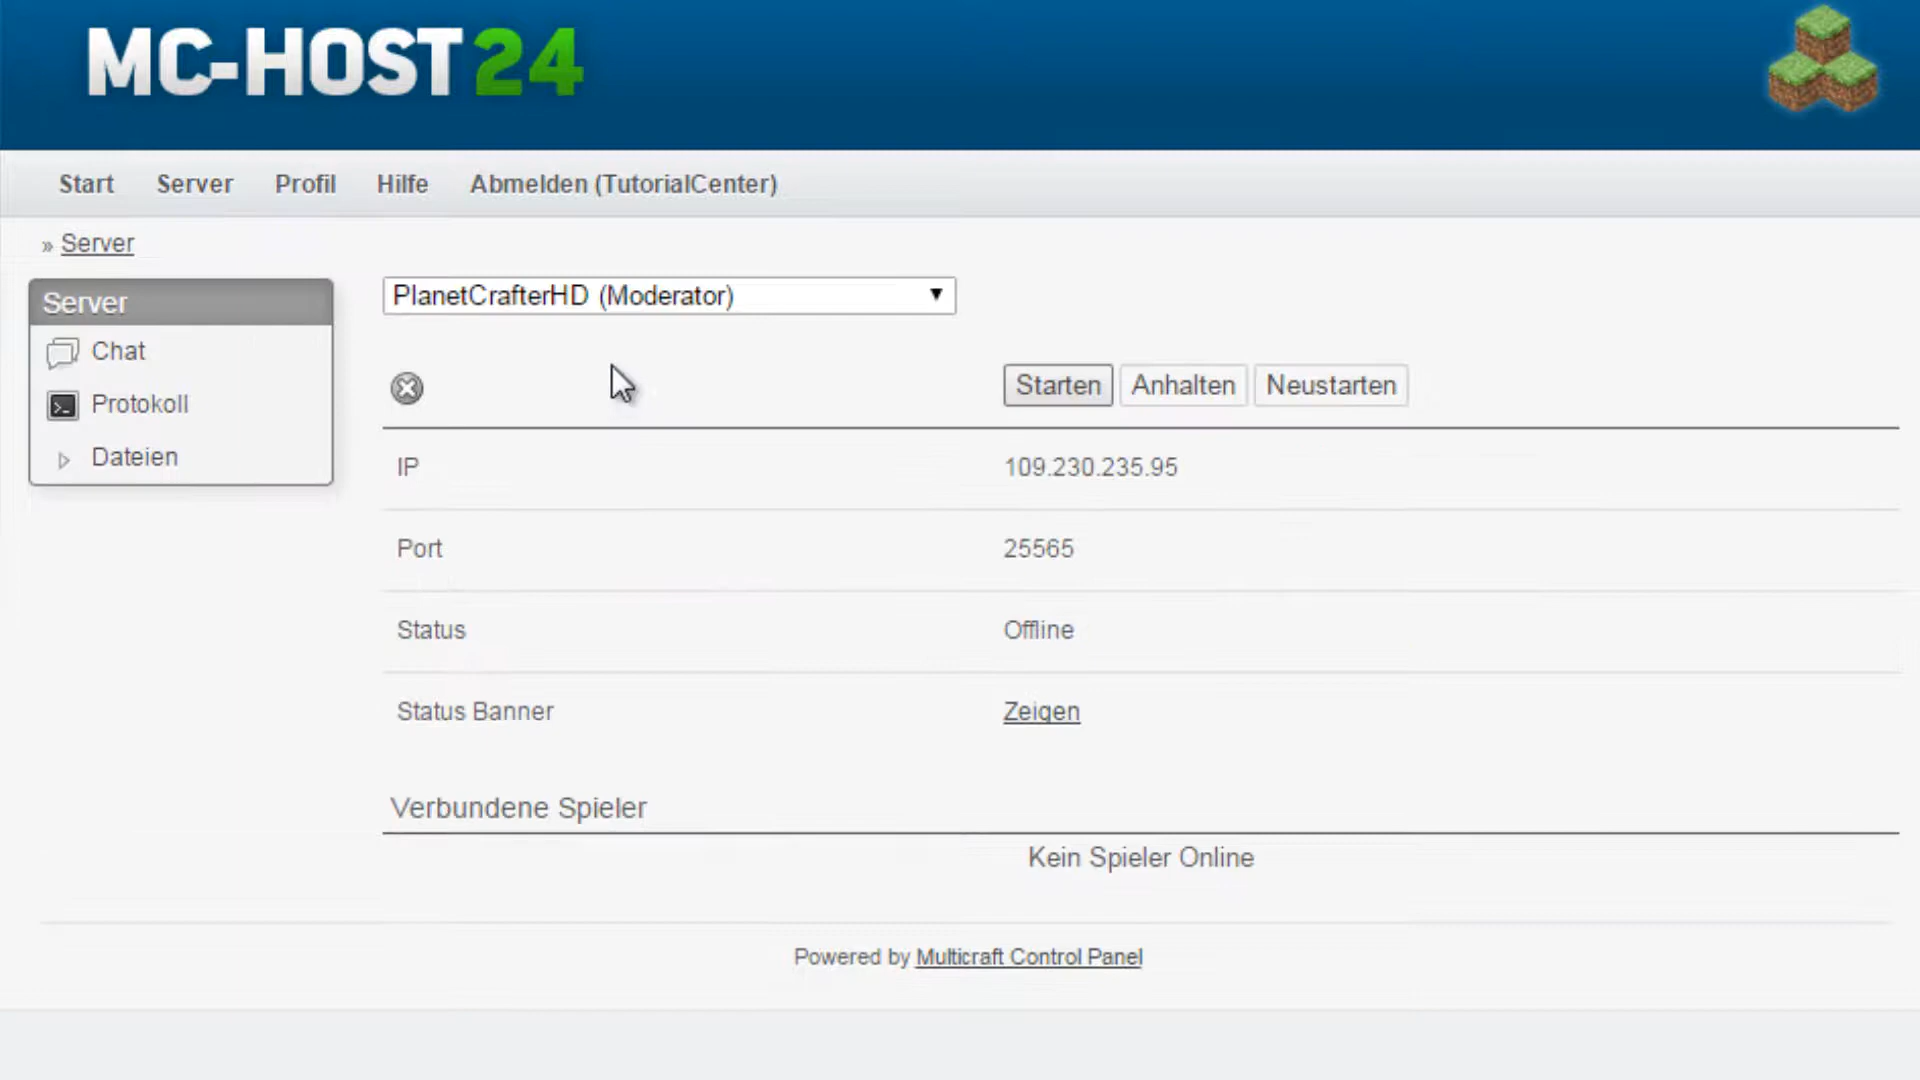 MC-HOST24
Start Server Profil Hilfe Abmelden (TutorialCenter)
» Server
Server
Chat
Protokoll
Dateien
PlanetCrafterHD (Moderator)
Starten Anhalten Neustarten
IP 109.230.235.95
Port 25565
Status Offline
Status Banner Zeigen
Verbundene Spieler
Kein Spieler Online
Powered by Multicraft Control Panel